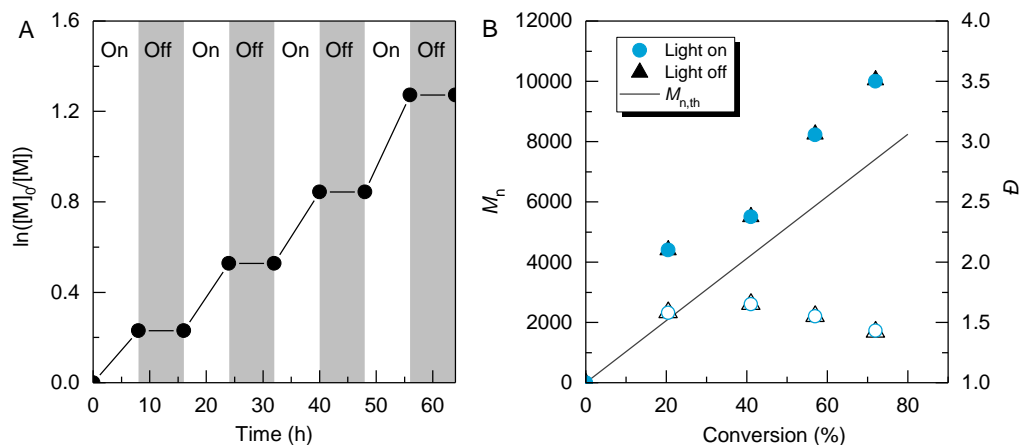 A
On Off On Off On Off On Off
1.6
1.2
0.8
0.4
0.0
ln([M]₀/[M])
0 10 20 30 40 50 60
Time (h)
B
Light on
Light off
Mn,th
12000
10000
8000
6000
4000
2000
0
Mn
4.0
3.5
3.0
2.5
2.0
1.5
1.0
Đ
0 20 40 60 80
Conversion (%)